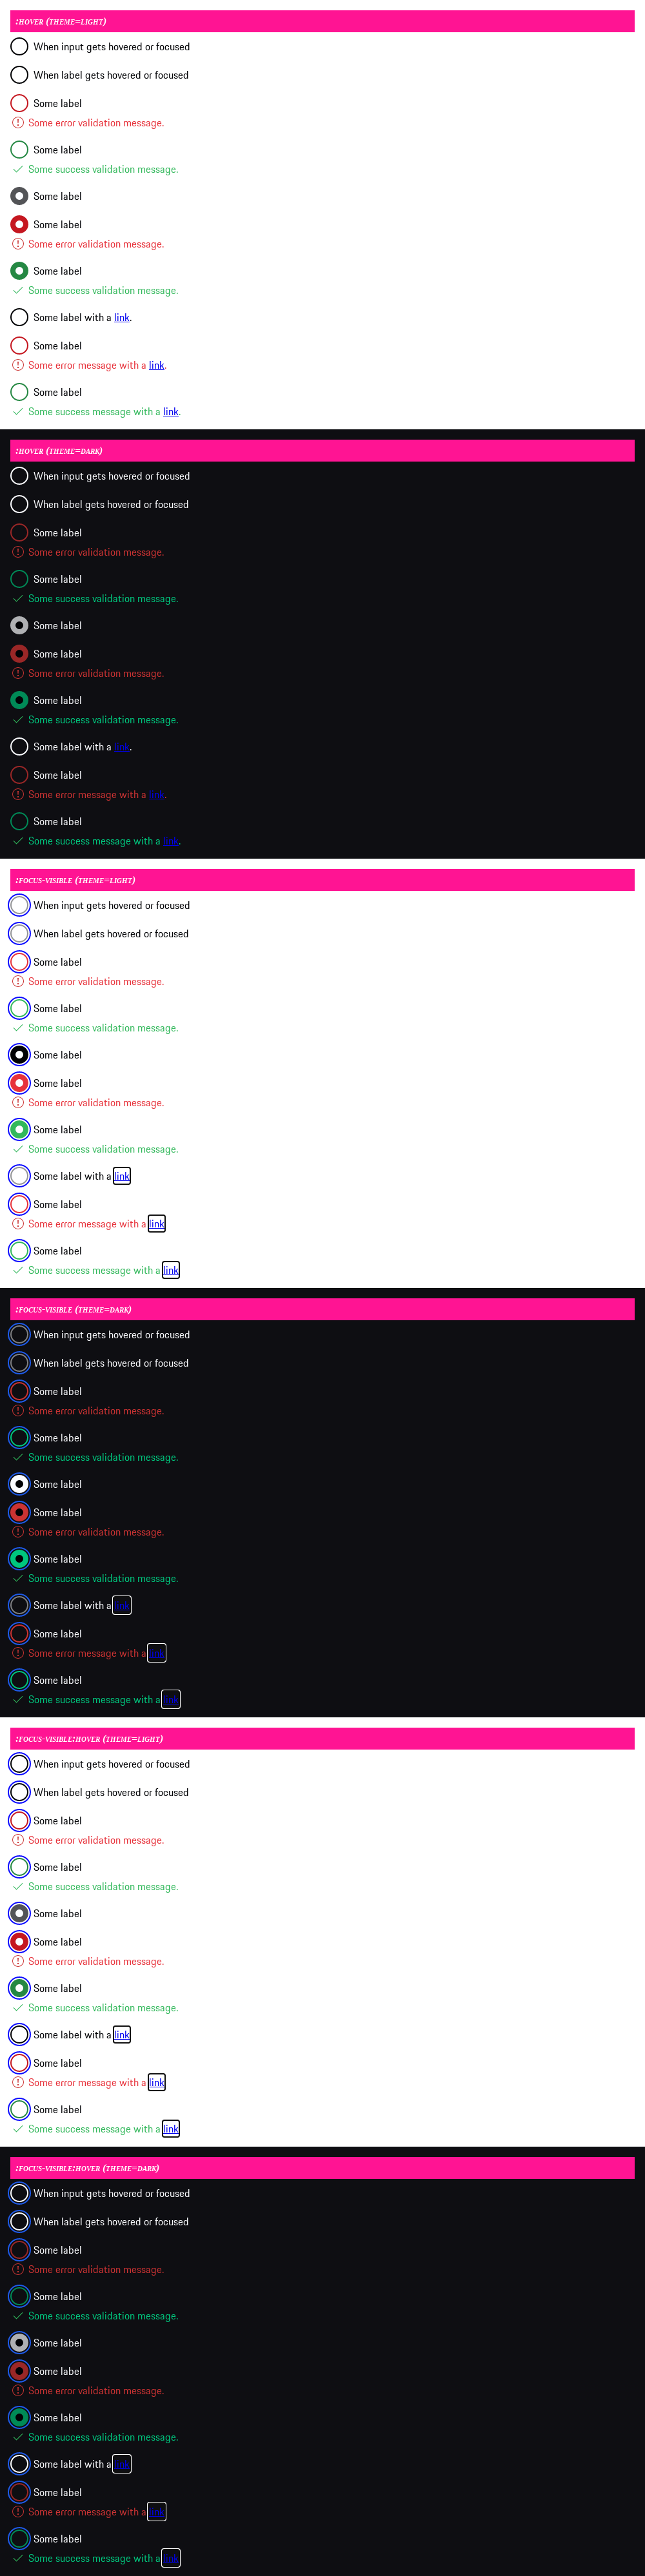 :HOVER (THEME=LIGHT)
When input gets hovered or focused
When label gets hovered or focused
Some label
Some error validation message.
Some label
Some success validation message.
Some label
Some label
Some error validation message.
Some label
Some success validation message.
Some label with a link.
Some label
Some error message with a link.
Some label
Some success message with a link.
:HOVER (THEME=DARK)
When input gets hovered or focused
When label gets hovered or focused
Some label
Some error validation message.
Some label
Some success validation message.
Some label
Some label
Some error validation message.
Some label
Some success validation message.
Some label with a link.
Some label
Some error message with a link.
Some label
Some success message with a link.
:FOCUS-VISIBLE (THEME=LIGHT)
When input gets hovered or focused
When label gets hovered or focused
Some label
Some error validation message.
Some label
Some success validation message.
Some label
Some label
Some error validation message.
Some label
Some success validation message.
Some label with a link
Some label
Some error message with a link
Some label
Some success message with a link
:FOCUS-VISIBLE (THEME=DARK)
When input gets hovered or focused
When label gets hovered or focused
Some label
Some error validation message.
Some label
Some success validation message.
Some label
Some label
Some error validation message.
Some label
Some success validation message.
Some label with a link
Some label
Some error message with a link
Some label
Some success message with a link
:FOCUS-VISIBLE:HOVER (THEME=LIGHT)
When input gets hovered or focused
When label gets hovered or focused
Some label
Some error validation message.
Some label
Some success validation message.
Some label
Some label
Some error validation message.
Some label
Some success validation message.
Some label with a link
Some label
Some error message with a link
Some label
Some success message with a link
:FOCUS-VISIBLE:HOVER (THEME=DARK)
When input gets hovered or focused
When label gets hovered or focused
Some label
Some error validation message.
Some label
Some success validation message.
Some label
Some label
Some error validation message.
Some label
Some success validation message.
Some label with a link
Some label
Some error message with a link
Some label
Some success message with a link